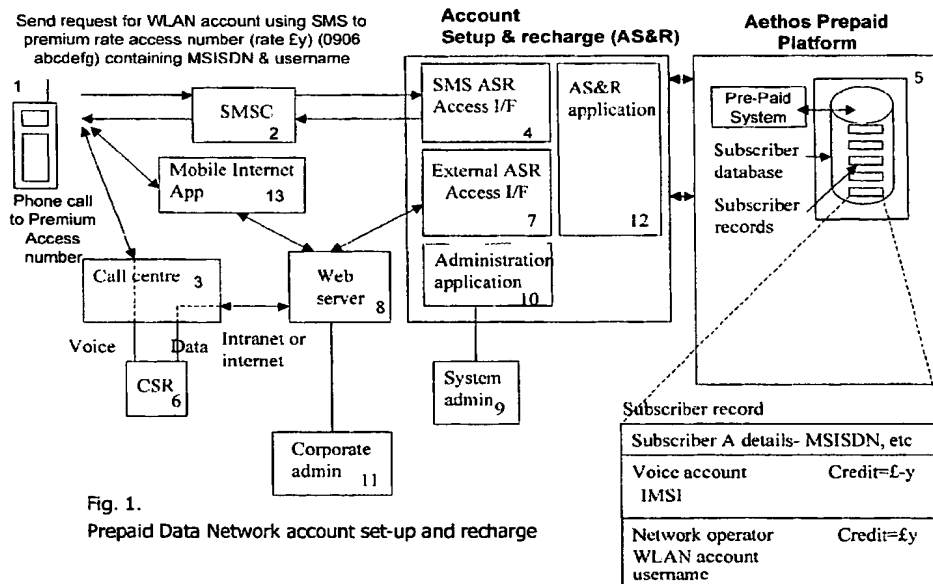 Send request for WLAN account using SMS to
premium rate access number (rate £y) (0906
abcdefg) containing MSISDN & username
Account
Setup & recharge (AS&R)
Aethos Prepaid
Platform
1
SMSC
2
SMS ASR
Access I/F
4
AS&R
application
12
5
Pre-Paid
System
Subscriber
database
Subscriber
records
Mobile Internet
App
13
External ASR
Access I/F
7
Phone call
to Premium
Access
number
Call centre 3
Web
server
8
Administration
application
10
Voice
Data
Intranet or
internet
CSR
6
System
admin 9
Corporate
admin
11
Subscriber record
Subscriber A details- MSISDN, etc
Voice account Credit=£-y
IMSI
Network operator Credit=£y
WLAN account
username
Fig. 1.
Prepaid Data Network account set-up and recharge